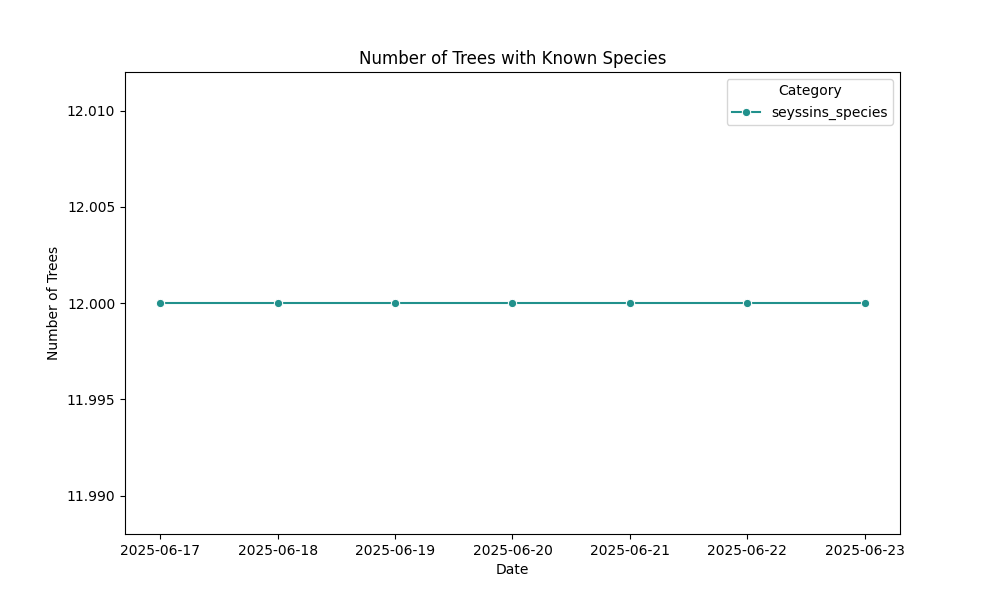 Number of Trees with Known Species
Category
seyssins_species
Number of Trees
12.010
12.005
12.000
11.995
11.990
2025-06-17
2025-06-18
2025-06-19
2025-06-20
2025-06-21
2025-06-22
2025-06-23
Date